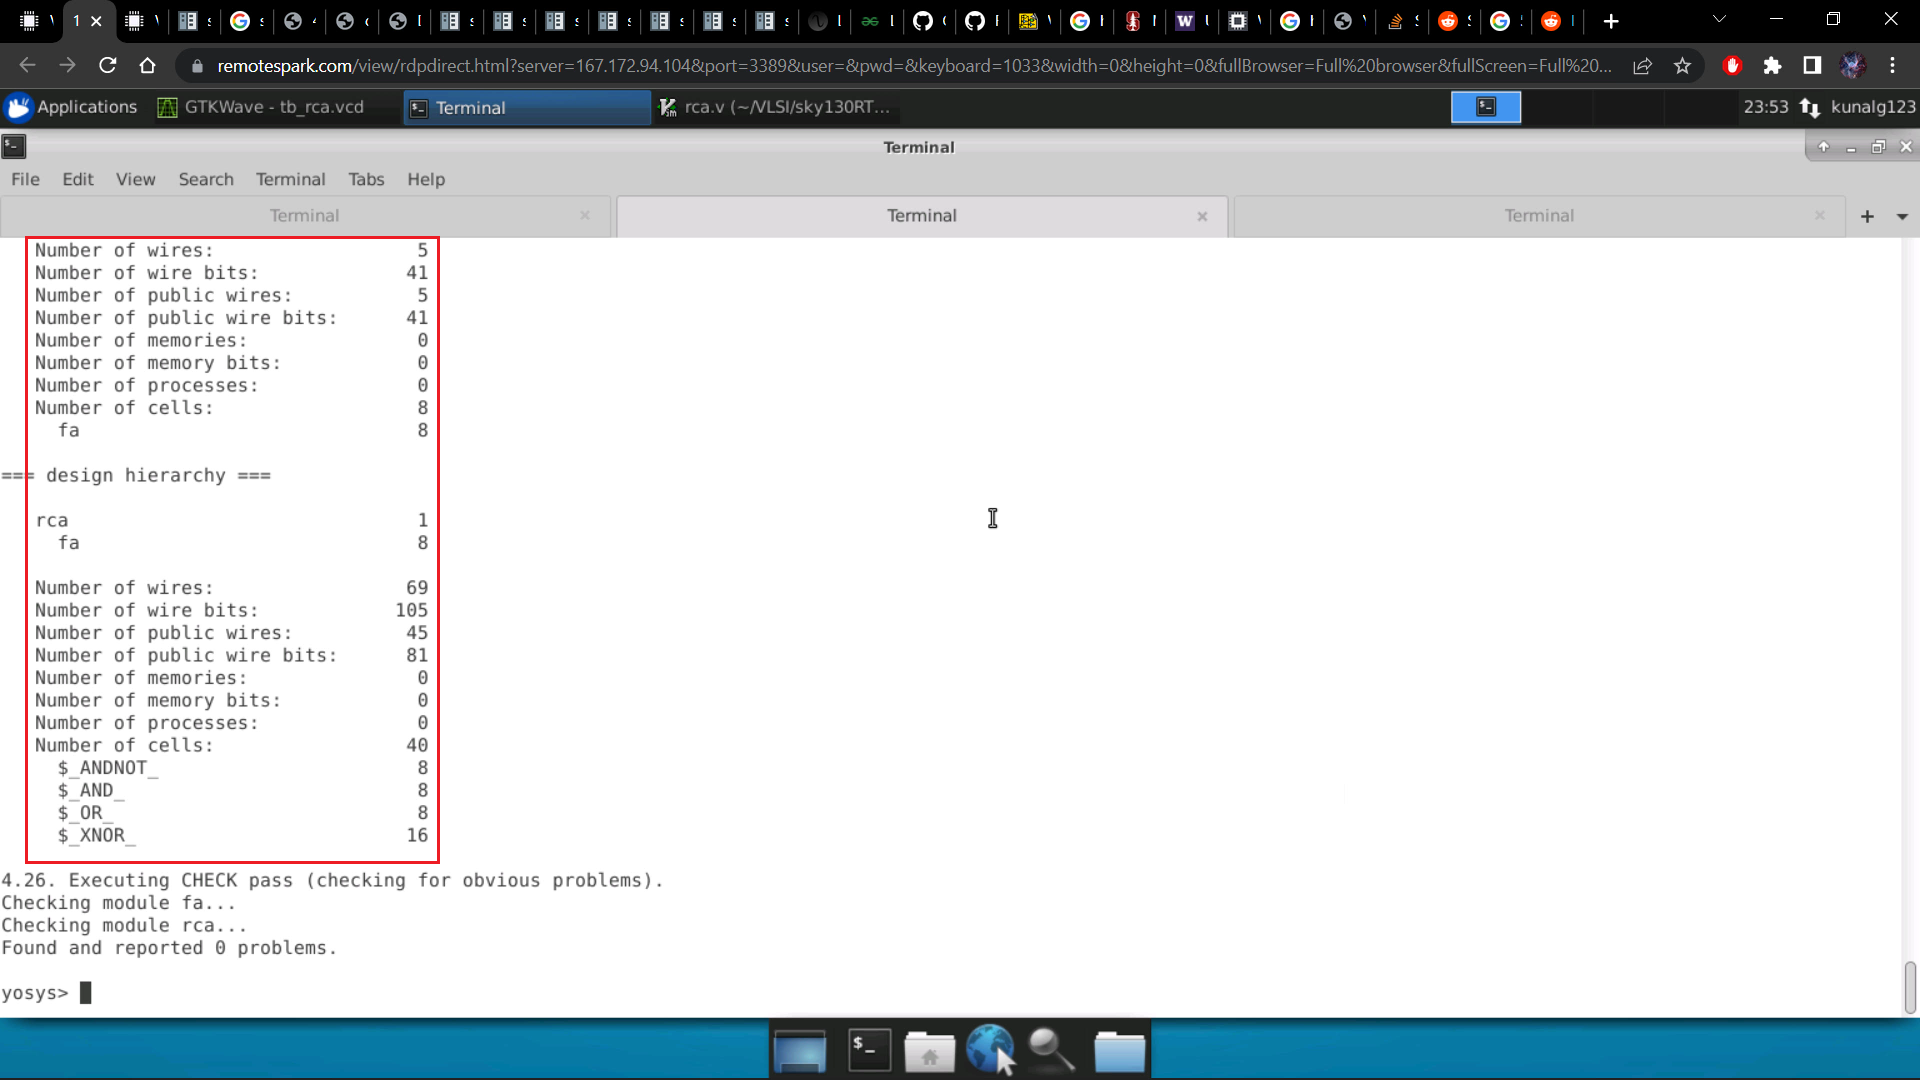 remotespark.com/view/rdpdirect.html?server=167.172.94.104&port=3389&user=&pwd=&keyboard=1033&width=0&height=0&fullBrowser=Full%20browser&fullScreen=Full%20...
Applications GTKWave - tb_rca.vcd Terminal rca.v (~/VLSI/sky130RT... 23:53 kunalg123
Terminal
File Edit View Search Terminal Tabs Help
Terminal Terminal Terminal
Number of wires: 5
Number of wire bits: 41
Number of public wires: 5
Number of public wire bits: 41
Number of memories: 0
Number of memory bits: 0
Number of processes: 0
Number of cells: 8
fa 8
=== design hierarchy ===
rca 1
fa 8
Number of wires: 69
Number of wire bits: 105
Number of public wires: 45
Number of public wire bits: 81
Number of memories: 0
Number of memory bits: 0
Number of processes: 0
Number of cells: 40
$_ANDNOT_ 8
$_AND_ 8
$_OR_ 8
$_XNOR_ 16
4.26. Executing CHECK pass (checking for obvious problems).
Checking module fa...
Checking module rca...
Found and reported 0 problems.
yosys>